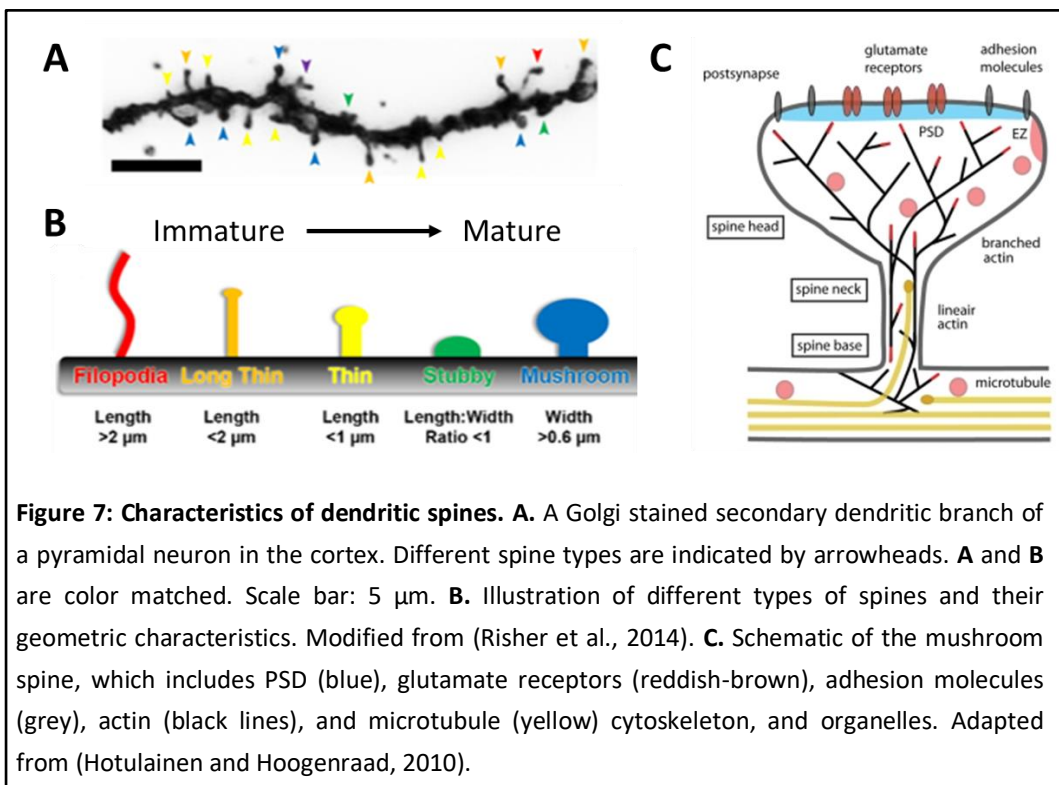 A
B
Immature
Mature
Filopodia Long Thin Thin Stubby Mushroom
Length
>2 µm
Length
<2 µm
Length
<1 µm
Length:Width
Ratio <1
Width
>0.6 µm
C
postsynapse
glutamate
receptors
adhesion
molecules
PSD
EZ
spine head
branched
actin
spine neck
lineair
actin
spine base
microtubule
Figure 7: Characteristics of dendritic spines. A. A Golgi stained secondary dendritic branch of
a pyramidal neuron in the cortex. Different spine types are indicated by arrowheads. A and B
are color matched. Scale bar: 5 µm. B. Illustration of different types of spines and their
geometric characteristics. Modified from (Risher et al., 2014). C. Schematic of the mushroom
spine, which includes PSD (blue), glutamate receptors (reddish-brown), adhesion molecules
(grey), actin (black lines), and microtubule (yellow) cytoskeleton, and organelles. Adapted
from (Hotulainen and Hoogenraad, 2010).